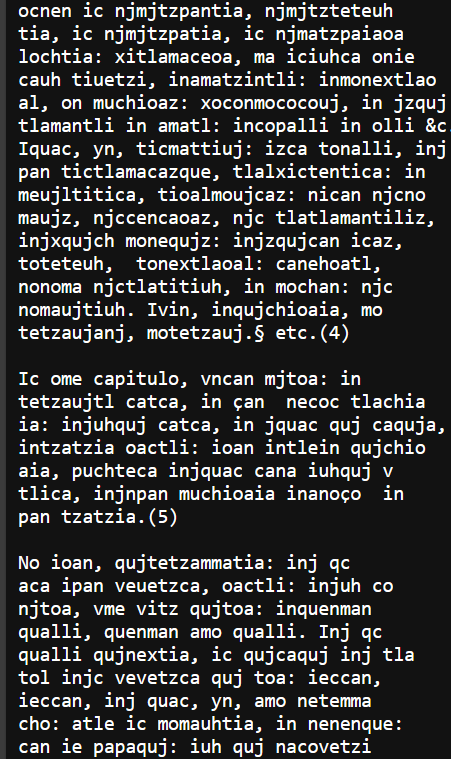 ocnen ic njmjtzpantia, njmjtzteteuh
tia, ic njmjtzpatia, ic njmatzpaiaoa
lochtia: xitlamaceoa, ma iciuhca onie
cauh tiuetzi, inamatzintli: inmonextlao
al, on muchioaz: xoconmococouj, in jzquj
tlamantli in amatl: incopalli in olli &c.
Iquac, yn, ticmattiuj: izca tonalli, inj
pan tictlamacazque, tlalxictentica: in
meujltitica, tioalmoujcaz: nican njcno
maujz, njccencaoaz, njc tlatlamantiliz,
injxqujch monequjz: injzqujcan icaz,
toteteuh,  tonextlaoal: canehoatl,
nonoma njctlatitiuh, in mochan: njc
nomaujtiuh. Ivin, inqujchioaia, mo
tetzaujanj, motetzauj.§ etc.(4)

Ic ome capitulo, vncan mjtoa: in
tetzaujtl catca, in çan  necoc tlachia
ia: injuhquj catca, in jquac quj caquja,
intzatzia oactli: ioan intlein qujchio
aia, puchteca injquac cana iuhquj v
tlica, injnpan muchioaia inanoço  in
pan tzatzia.(5)

No ioan, qujtetzammatia: inj qc
aca ipan veuetzca, oactli: injuh co
njtoa, vme vitz qujtoa: inquenman
qualli, quenman amo qualli. Inj qc
qualli qujnextia, ic qujcaquj inj tla
tol injc vevetzca quj toa: ieccan,
ieccan, inj quac, yn, amo netemma
cho: atle ic momauhtia, in nenenque:
can ie papaquj: iuh quj nacovetzi